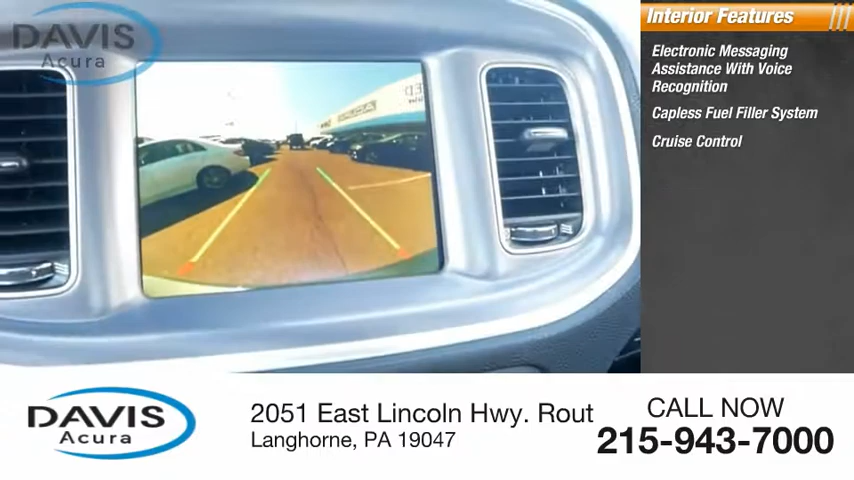 DAVIS
Acura
Interior Features
Electronic Messaging
Assistance With Voice
Recognition
Capless Fuel Filler System
Cruise Control
DAVIS
Acura
2051 East Lincoln Hwy. Rout
Langhorne, PA 19047
CALL NOW
215-943-7000